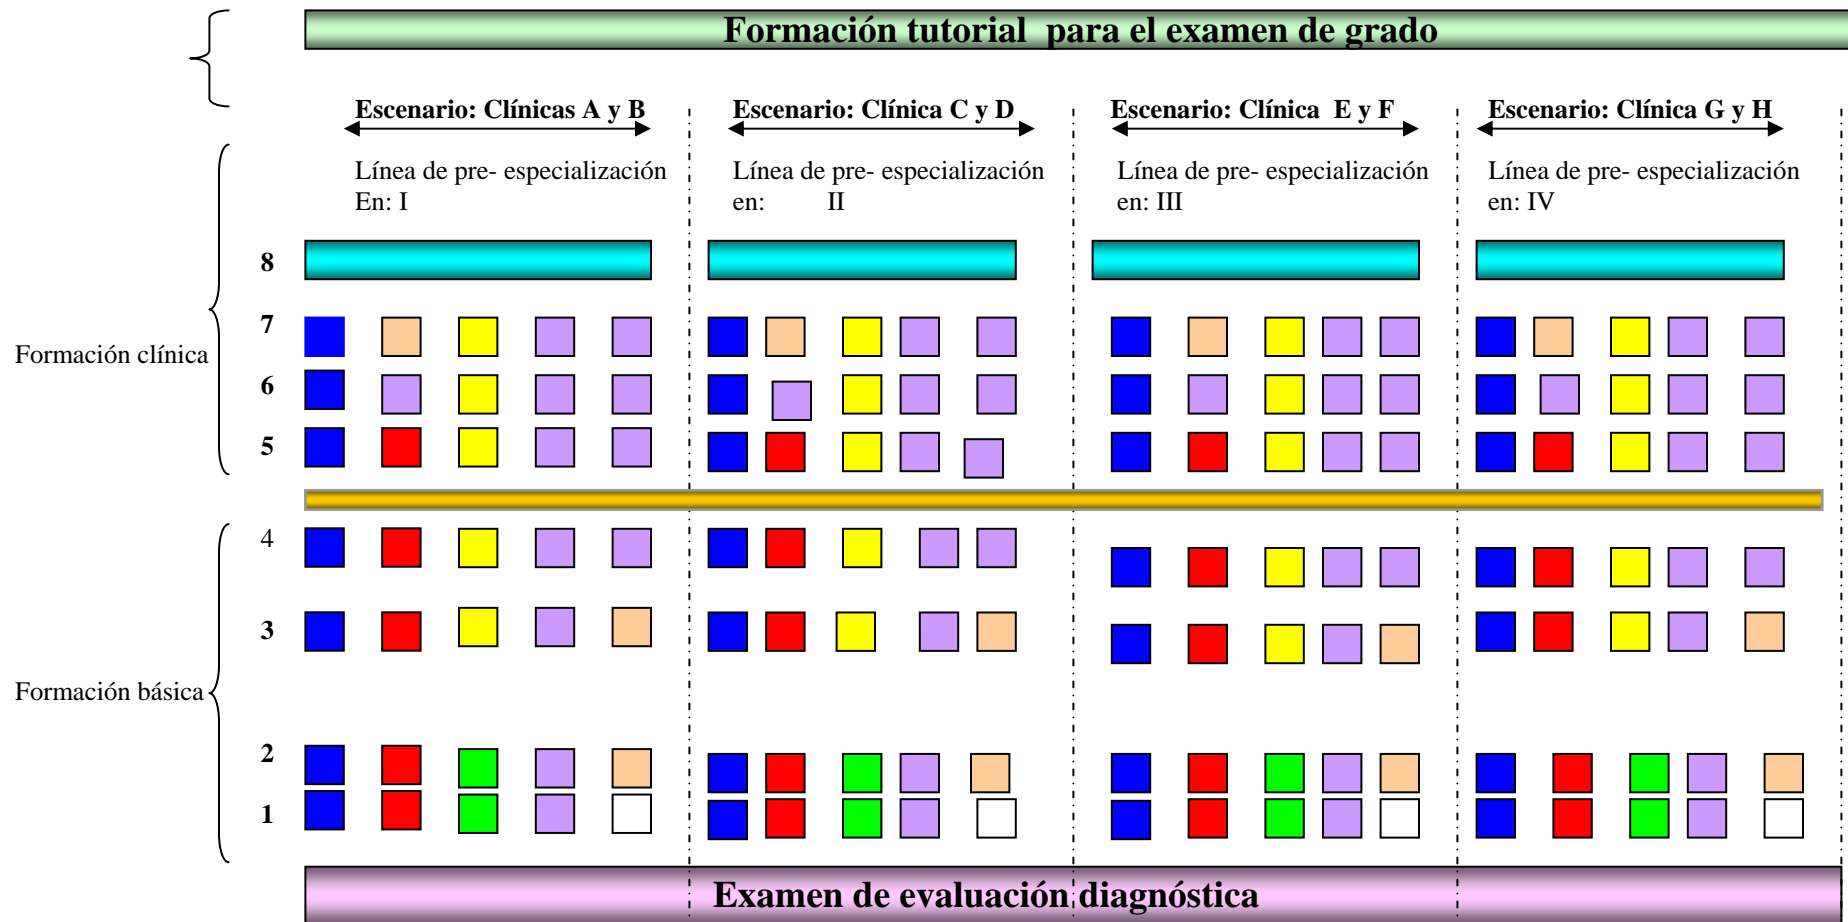 Formación tutorial  para el examen de grado
Escenario: Clínicas A y B
Escenario: Clínica C y D
Escenario: Clínica  E y F
Escenario: Clínica G y H
Línea de pre- especialización
En: I
Línea de pre- especialización
en: II
Línea de pre- especialización
en: III
Línea de pre- especialización
en: IV
8
7
Formación clínica
6
5
4
3
Formación básica
2
1
Examen de evaluación diagnóstica